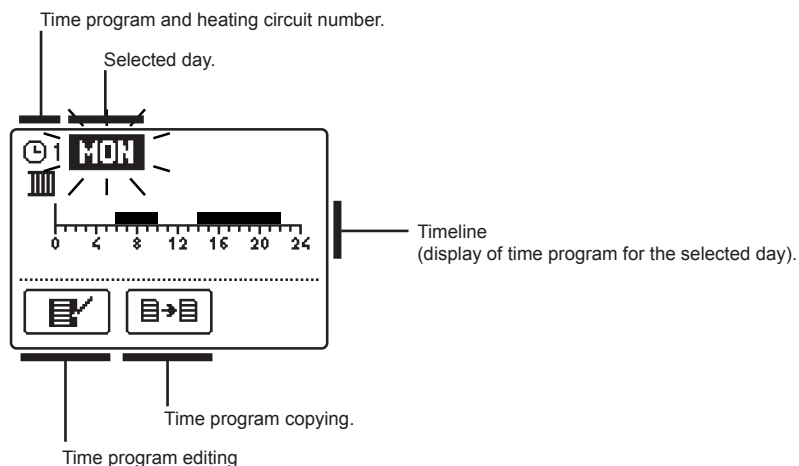 Time program and heating circuit number.
Selected day.
1 MON
0 4 8 12 16 20 24
Timeline
(display of time program for the selected day).
Time program copying.
Time program editing